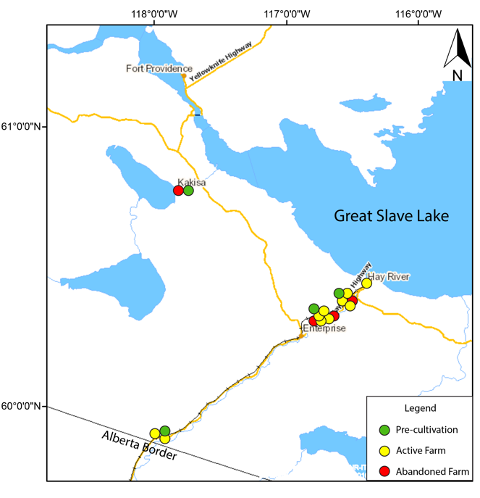 118°0'0"W 117°0'0"W 116°0'0"W
Yellowknife Highway
Fort Providence
N
61°0'0"N
Kakisa
Great Slave Lake
Highway
Hay River
Enterprise
60°0'0"N
Alberta Border
Legend
Pre-cultivation
Active Farm
Abandoned Farm